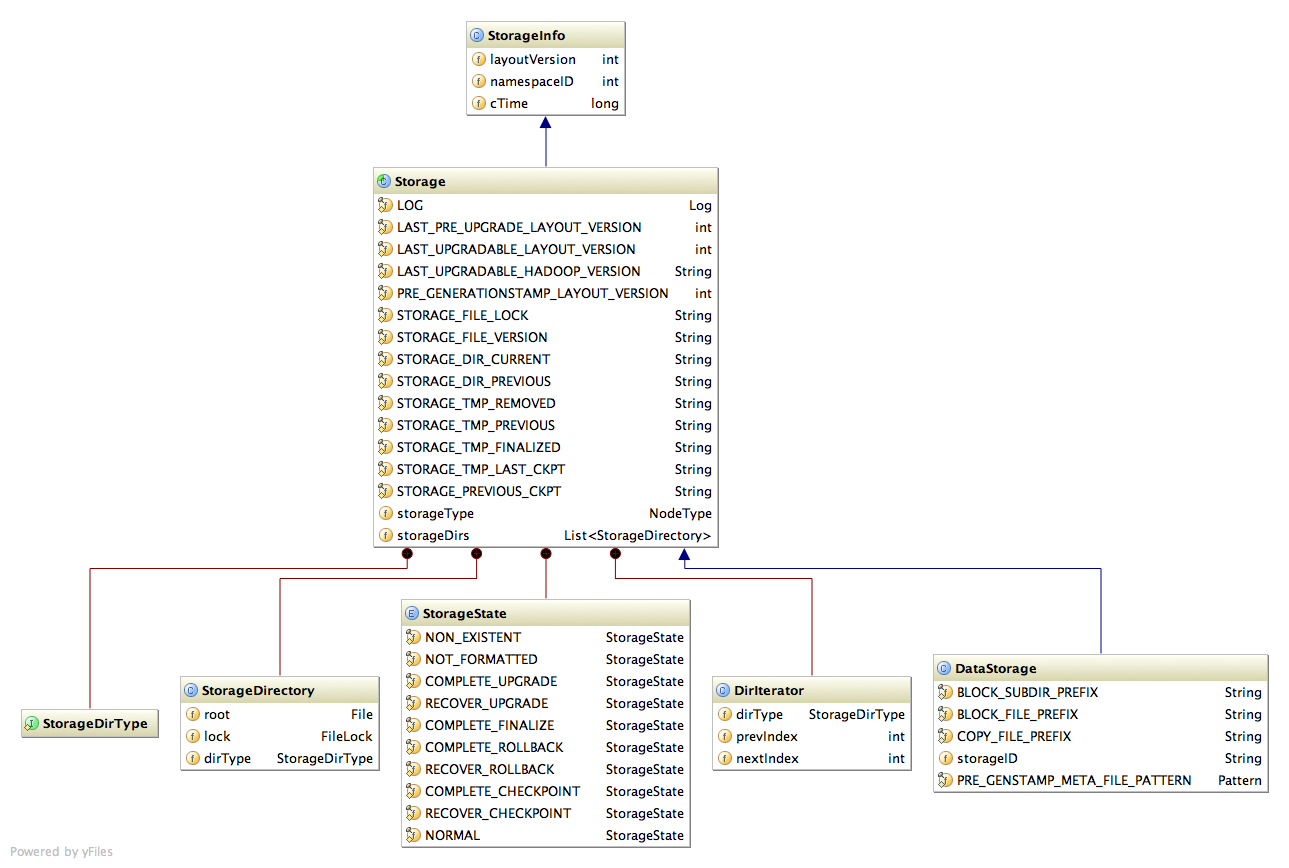 StorageInfo
layoutVersion int
namespaceID int
cTime long
Storage
LOG Log
LAST_PRE_UPGRADE_LAYOUT_VERSION int
LAST_UPGRADABLE_LAYOUT_VERSION int
LAST_UPGRADABLE_HADOOP_VERSION String
PRE_GENERATIONSTAMP_LAYOUT_VERSION int
STORAGE_FILE_LOCK String
STORAGE_FILE_VERSION String
STORAGE_DIR_CURRENT String
STORAGE_DIR_PREVIOUS String
STORAGE_TMP_REMOVED String
STORAGE_TMP_PREVIOUS String
STORAGE_TMP_FINALIZED String
STORAGE_TMP_LAST_CKPT String
STORAGE_PREVIOUS_CKPT String
storageType NodeType
storageDirs List<StorageDirectory>
StorageDirType
StorageDirectory
root File
lock FileLock
dirType StorageDirType
StorageState
NON_EXISTENT StorageState
NOT_FORMATTED StorageState
COMPLETE_UPGRADE StorageState
RECOVER_UPGRADE StorageState
COMPLETE_FINALIZE StorageState
COMPLETE_ROLLBACK StorageState
RECOVER_ROLLBACK StorageState
COMPLETE_CHECKPOINT StorageState
RECOVER_CHECKPOINT StorageState
NORMAL StorageState
DirIterator
dirType StorageDirType
prevIndex int
nextIndex int
DataStorage
BLOCK_SUBDIR_PREFIX String
BLOCK_FILE_PREFIX String
COPY_FILE_PREFIX String
storageID String
PRE_GENSTAMP_META_FILE_PATTERN Pattern
Powered by yFiles